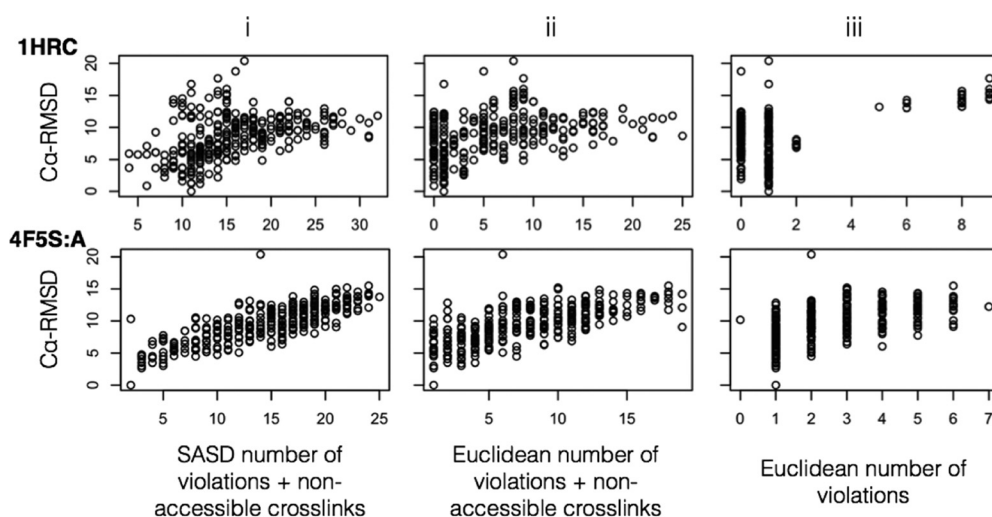 i ii iii
1HRC
Cα-RMSD
20
15
10
5
0
5 10 15 20 25 30
0 5 10 15 20 25
0 2 4 6 8
4F5S:A
Cα-RMSD
20
15
10
5
0
5 10 15 20 25
5 10 15
0 1 2 3 4 5 6 7
SASD number of
violations + non-
accessible crosslinks
Euclidean number of
violations + non-
accessible crosslinks
Euclidean number of
violations